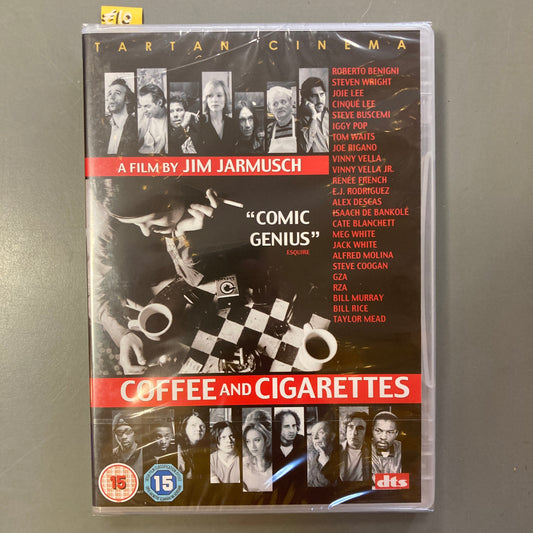 TARTAN CINEMA
ROBERTO BENIGNI
STEVEN WRIGHT
JOIE LEE
CINQUÉ LEE
STEVE BUSCEMI
IGGY POP
TOM WAITS
JOE RIGANO
VINNY VELLA
VINNY VELLA JR.
RENÉE FRENCH
E.J. RODRIGUEZ
ALEX DESCAS
ISAACH DE BANKOLÉ
CATE BLANCHETT
MEG WHITE
JACK WHITE
ALFRED MOLINA
STEVE COOGAN
GZA
RZA
BILL MURRAY
BILL RICE
TAYLOR MEAD
A FILM BY JIM JARMUSCH
"COMIC
GENIUS"
ESQUIRE
COFFEE AND CIGARETTES
15
15
dts